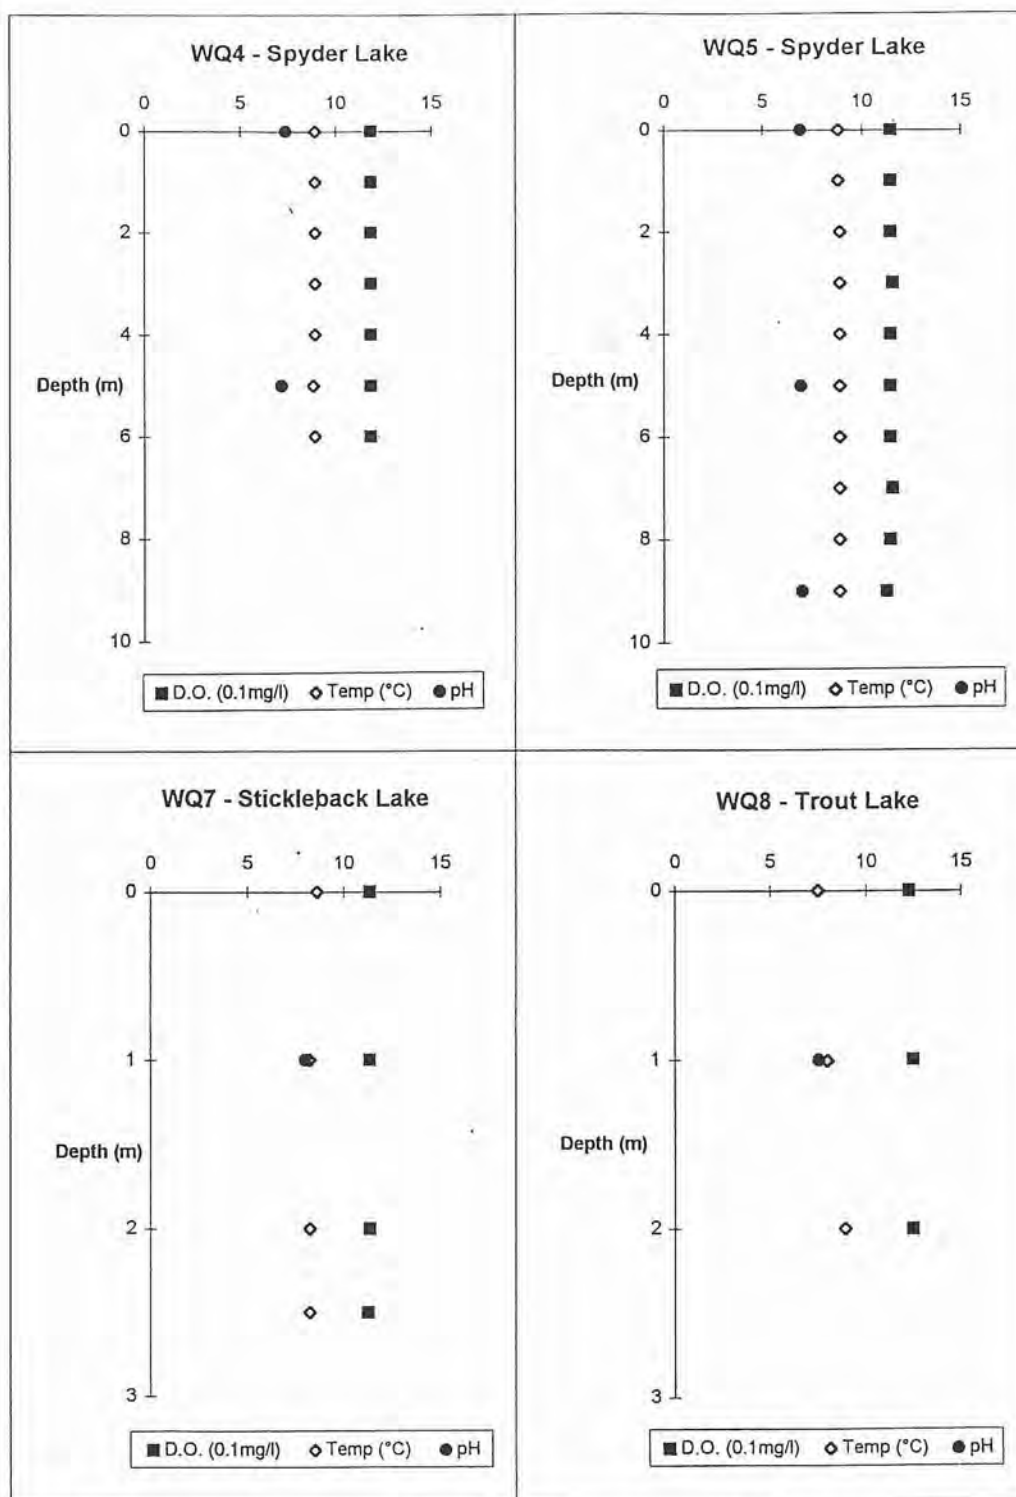 WQ4 - Spyder Lake
0 5 10 15
0
2
4
Depth (m)
6
8
10
■ D.O. (0.1mg/l) ◇ Temp (°C) ● pH
WQ5 - Spyder Lake
0 5 10 15
0
2
4
Depth (m)
6
8
10
■ D.O. (0.1mg/l) ◇ Temp (°C) ● pH
WQ7 - Stickleback Lake
0 5 10 15
0
1
Depth (m)
2
3
■ D.O. (0.1mg/l) ◇ Temp (°C) ● pH
WQ8 - Trout Lake
0 5 10 15
0
1
Depth (m)
2
3
■ D.O. (0.1mg/l) ◇ Temp (°C) ● pH